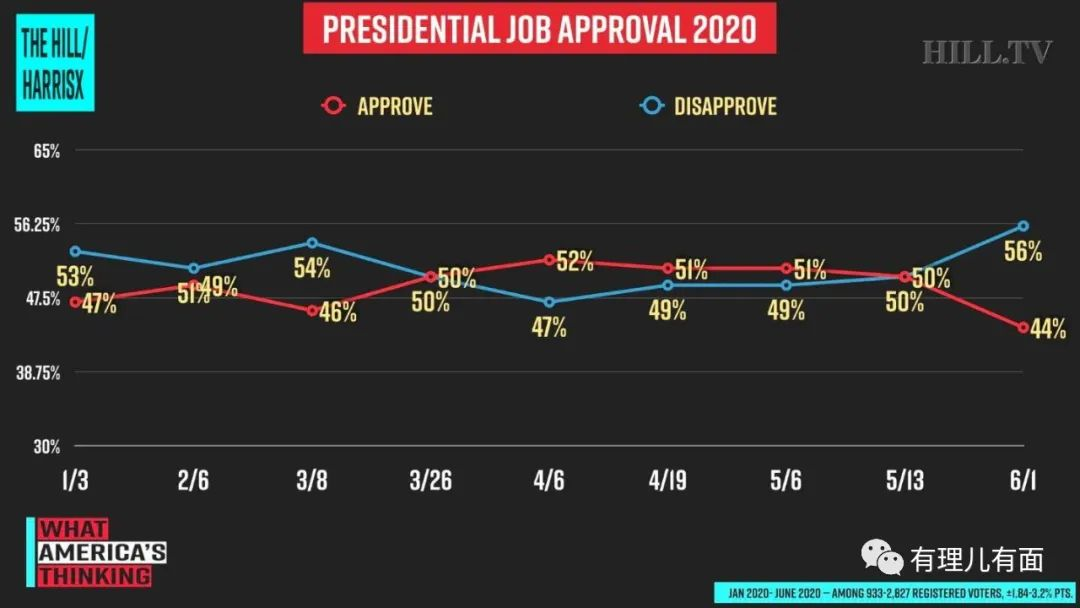 THE HILL/
HARRISX
PRESIDENTIAL JOB APPROVAL 2020
HILL.TV
APPROVE
DISAPPROVE
65%
56.25%
47.5%
38.75%
30%
53%
47%
51%
49%
54%
46%
50%
50%
52%
47%
51%
49%
51%
49%
50%
50%
56%
44%
1/3
2/6
3/8
3/26
4/6
4/19
5/6
5/13
6/1
WHAT
AMERICA'S
THINKING
有理儿有面
JAN 2020- JUNE 2020 – AMONG 933-2,827 REGISTERED VOTERS, ±1.84-3.2% PTS.